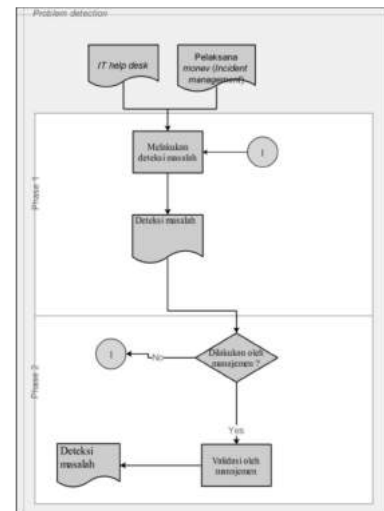 Problem detection
IT help desk
Pelaksana
monev (Incident
management)
Phase 1
Melakukan
deteksi masalah
1
Deteksi masalah
Phase 2
1
No
Dilakukan oleh
manajemen ?
Yes
Deteksi
masalah
Validasi oleh
manajemen